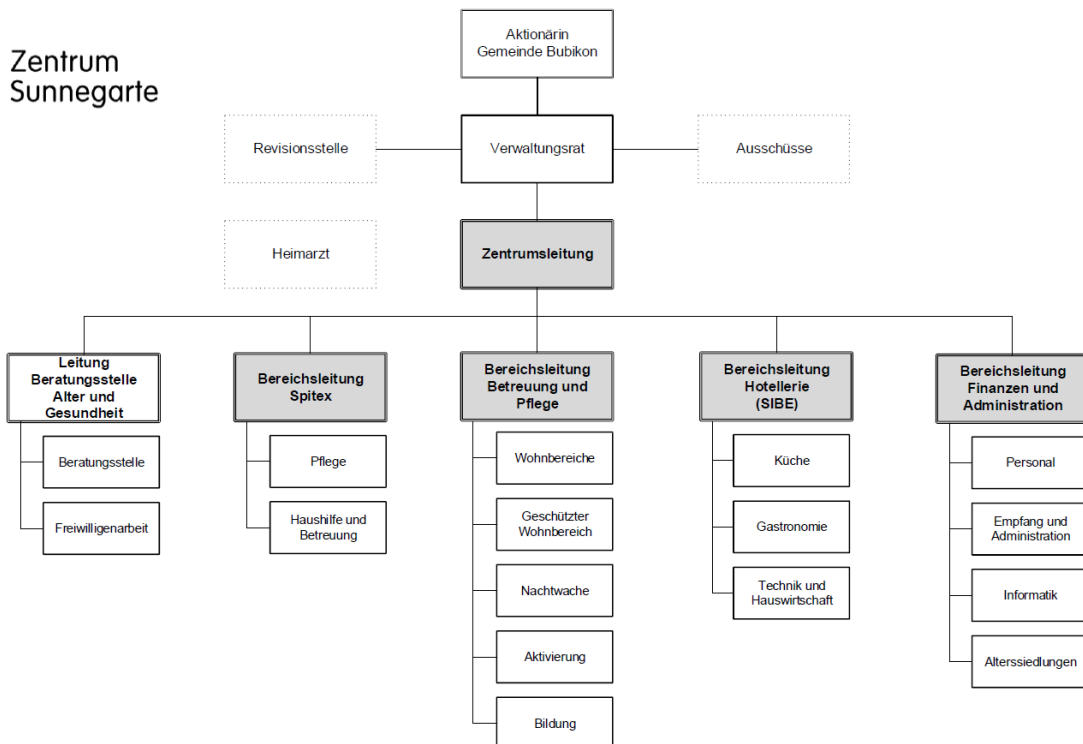 Zentrum
Sunnegarte
Aktionärin
Gemeinde Bubikon
Revisionsstelle
Verwaltungsrat
Ausschüsse
Heimarzt
Zentrumsleitung
Leitung
Beratungsstelle
Alter und
Gesundheit
Bereichsleitung
Spitex
Bereichsleitung
Betreuung und
Pflege
Bereichsleitung
Hotellerie
(SIBE)
Bereichsleitung
Finanzen und
Administration
Beratungsstelle
Freiwilligenarbeit
Pflege
Haushilfe und
Betreuung
Wohnbereiche
Geschützter
Wohnbereich
Nachtwache
Aktivierung
Bildung
Küche
Gastronomie
Technik und
Hauswirtschaft
Personal
Empfang und
Administration
Informatik
Alterssiedlungen